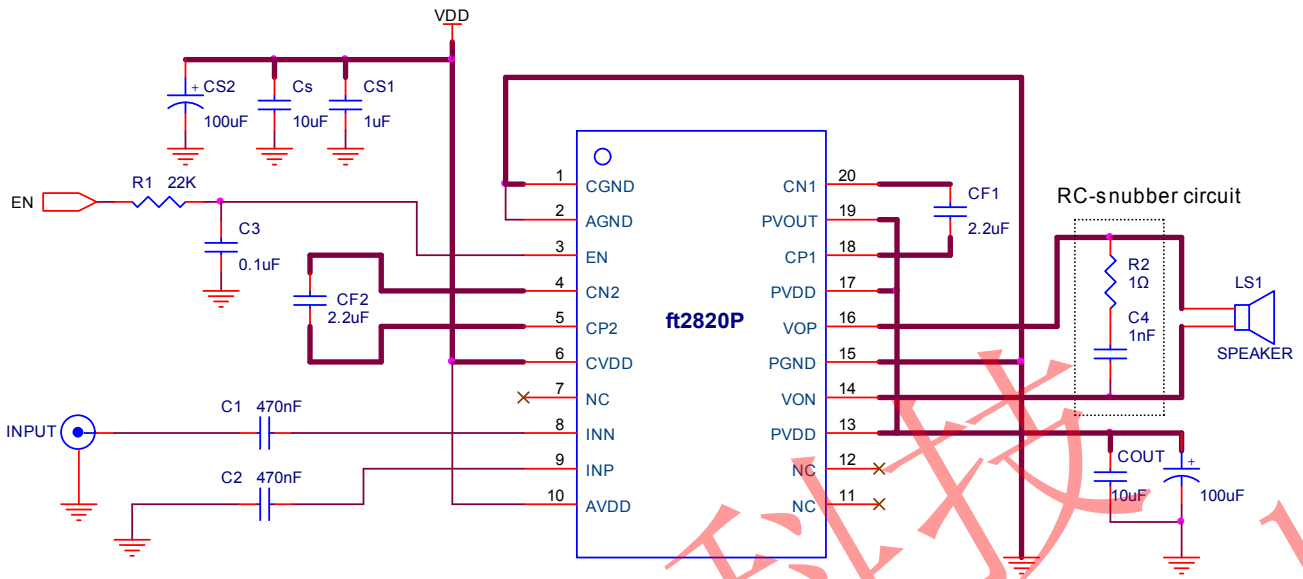 VDD
+
CS2
100uF
Cs
10uF
CS1
1uF
EN
R1 22K
C3
0.1uF
CF2
2.2uF
INPUT
C1 470nF
C2 470nF
1 CGND
2 AGND
3 EN
4 CN2
5 CP2
6 CVDD
7 NC
8 INN
9 INP
10 AVDD
ft2820P
CN1 20
PVOUT 19
CP1 18
PVDD 17
VOP 16
PGND 15
VON 14
PVDD 13
NC 12
NC 11
CF1
2.2uF
RC-snubber circuit
R2
1Ω
C4
1nF
LS1
SPEAKER
COUT
10uF
+
100uF